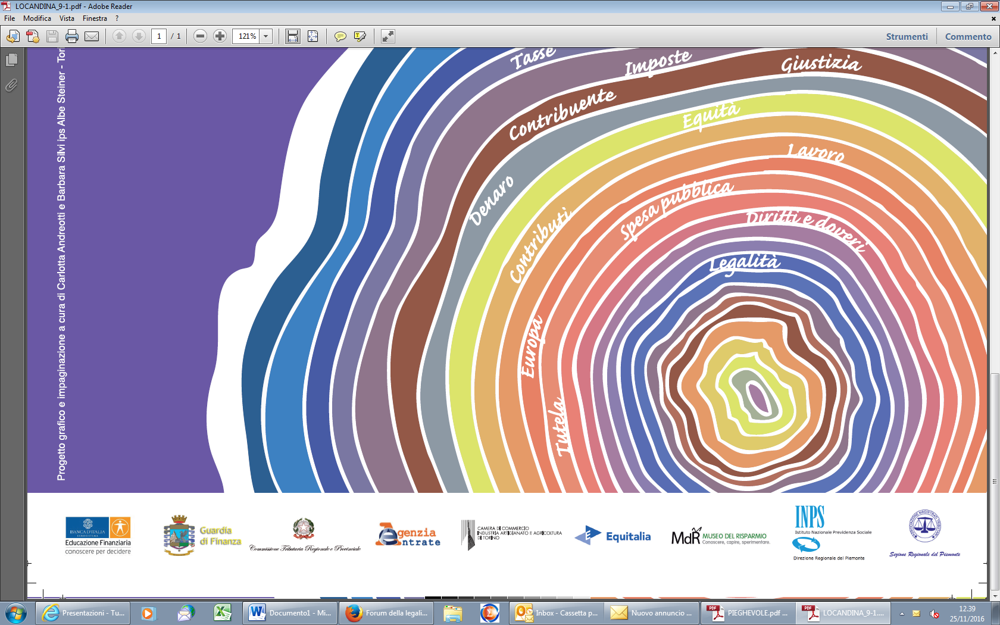 LOCANDINA_9-1.pdf - Adobe Reader
File Modifica Vista Finestra ?
1 / 1 121% Strumenti Commento
Progetto grafico e impaginazione a cura di Carlotta Andreotti e Barbara Silvi ips Albe Steiner - Tori
Tasse
Imposte
Giustizia
Contribuente
Equità
Lavoro
Denaro
Spesa pubblica
Contributi
Diritti e doveri
Legalità
Europa
Tutela
BANCA D'ITALIA
EUROSISTEMA
Educazione Finanziaria
conoscere per decidere
Guardia
di Finanza
Commissione Tributaria Regionale e Provinciale
Agenzia
Entrate
CAMERA DI COMMERCIO
INDUSTRIA ARTIGIANATO E AGRICOLTURA
DI TORINO
Equitalia
MdR MUSEO DEL RISPARMIO
Conoscere, capire, sperimentare.
INPS
Istituto Nazionale Previdenza Sociale
Direzione Regionale del Piemonte
ASSOCIAZIONE MAGISTRATI TRIBUTARI
Sezione Regionale del Piemonte
Presentazioni - Tu...
Documento1 - Mi...
Forum della legali...
Inbox - Cassetta p...
Nuovo annuncio ...
PIEGHEVOLE.pdf ...
LOCANDINA_9-1....
12.39
25/11/2016